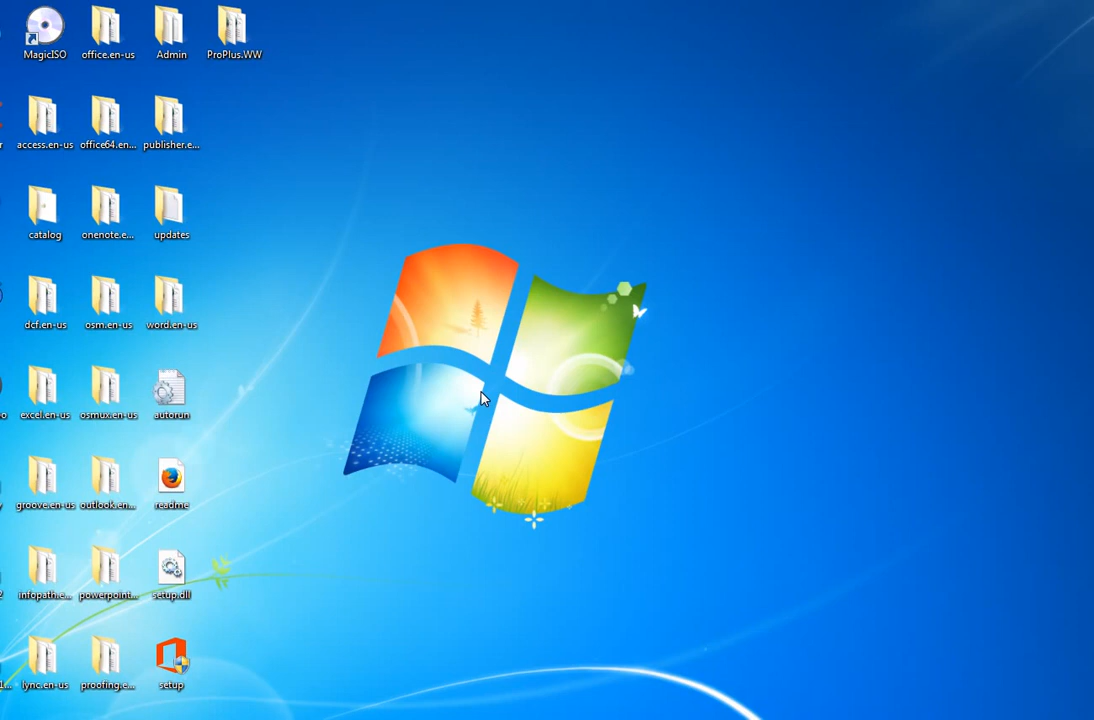 MagicISO
office.en-us
Admin
ProPlus.WW
r
access.en-us
office64.en...
publisher.e...
catalog
onenote.e...
updates
dcf.en-us
osm.en-us
word.en-us
o
excel.en-us
osmux.en-us
autorun
y
groove.en-us
outlook.en...
readme
2
infopath.e...
powerpoint...
setup.dll
1...
lync.en-us
proofing.e...
setup